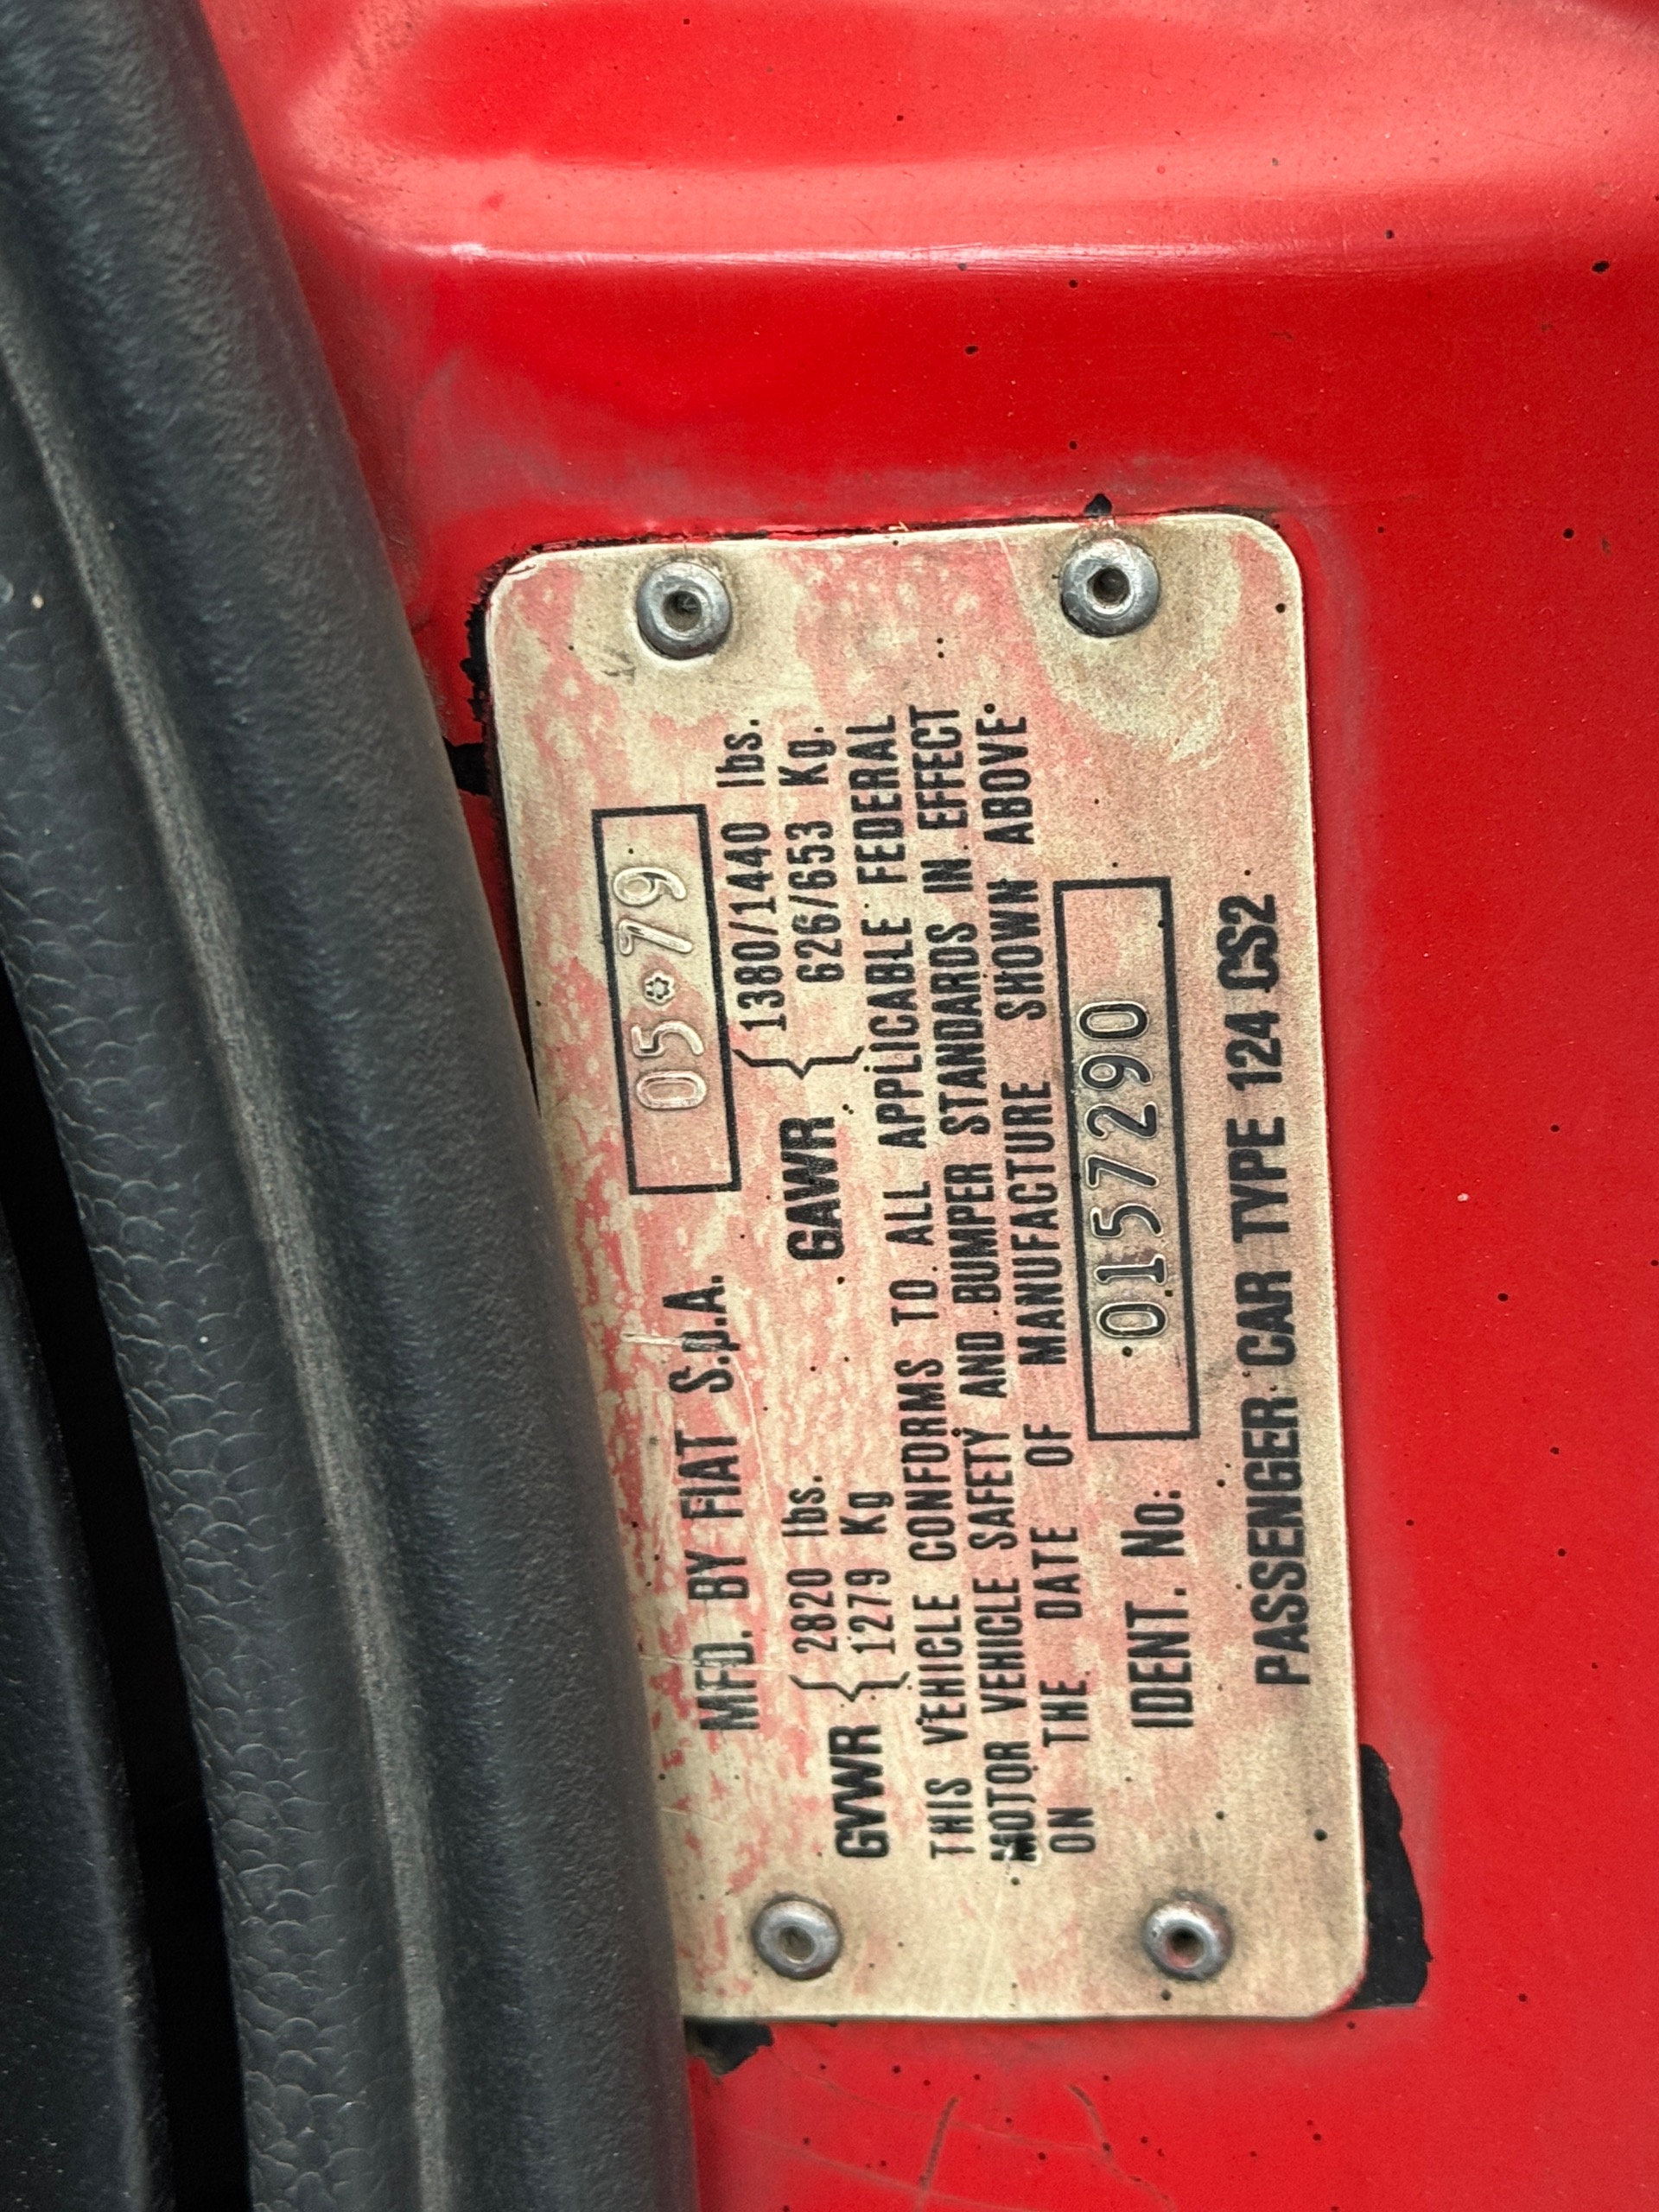 MFD. BY FIAT S.p.A. 05·79
GVWR { 2820 lbs. GAWR { 1380/1440 lbs.
1279 Kg 626/653 Kg.
THIS VEHICLE CONFORMS TO ALL APPLICABLE FEDERAL
MOTOR VEHICLE SAFETY AND BUMPER STANDARDS IN EFFECT
ON THE DATE OF MANUFACTURE SHOWN ABOVE
IDENT. No: 0157290
PASSENGER CAR TYPE 124 CS2